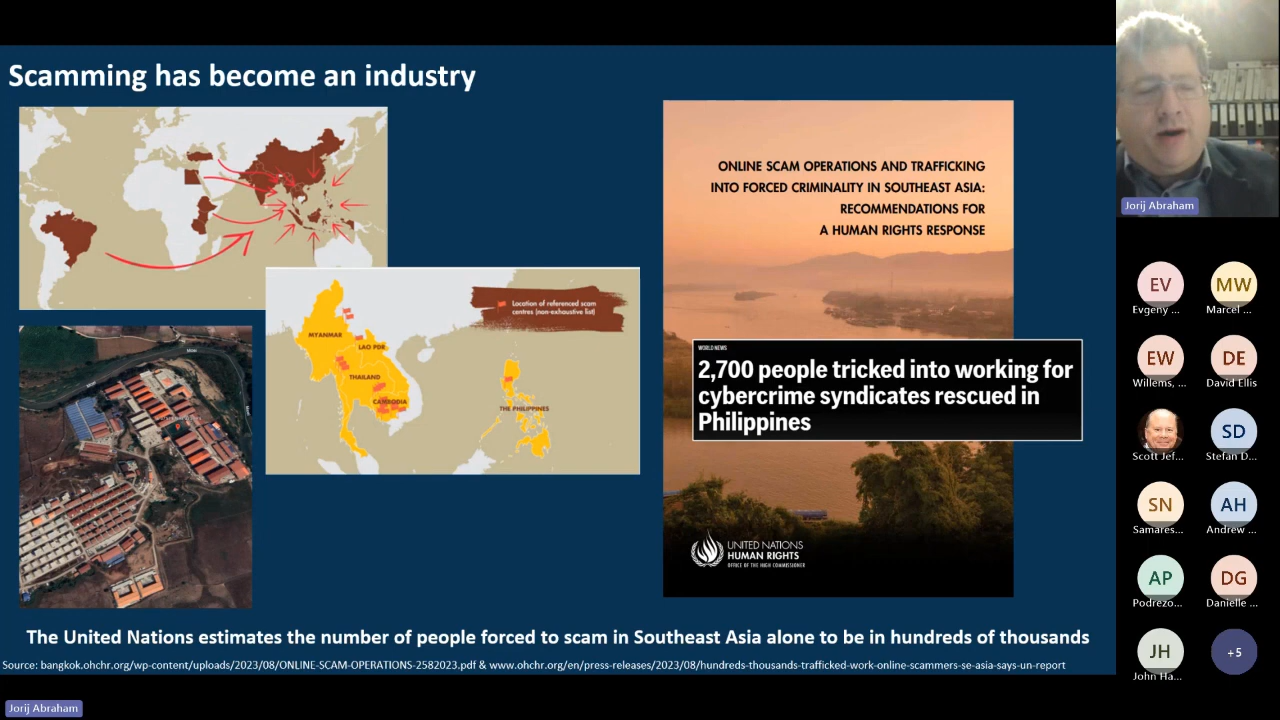 Scamming has become an industry
MYANMAR
LAO PDR
THAILAND
CAMBODIA
THE PHILIPPINES
Location of referenced scam
centres (non-exhaustive list)
ONLINE SCAM OPERATIONS AND TRAFFICKING
INTO FORCED CRIMINALITY IN SOUTHEAST ASIA:
RECOMMENDATIONS FOR
A HUMAN RIGHTS RESPONSE
WORLD NEWS
2,700 people tricked into working for
cybercrime syndicates rescued in
Philippines
UNITED NATIONS
HUMAN RIGHTS
OFFICE OF THE HIGH COMMISSIONER
The United Nations estimates the number of people forced to scam in Southeast Asia alone to be in hundreds of thousands
Source: bangkok.ohchr.org/wp-content/uploads/2023/08/ONLINE-SCAM-OPERATIONS-2582023.pdf & www.ohchr.org/en/press-releases/2023/08/hundreds-thousands-trafficked-work-online-scammers-se-asia-says-un-report
Jorij Abraham
EV
MW
Evgeny ...
Marcel ...
EW
DE
Willems, ...
David Ellis
SD
Scott Jef...
Stefan D...
SN
AH
Samares...
Andrew ...
AP
DG
Podrezo...
Danielle ...
JH
+5
John Ha...
Jorij Abraham